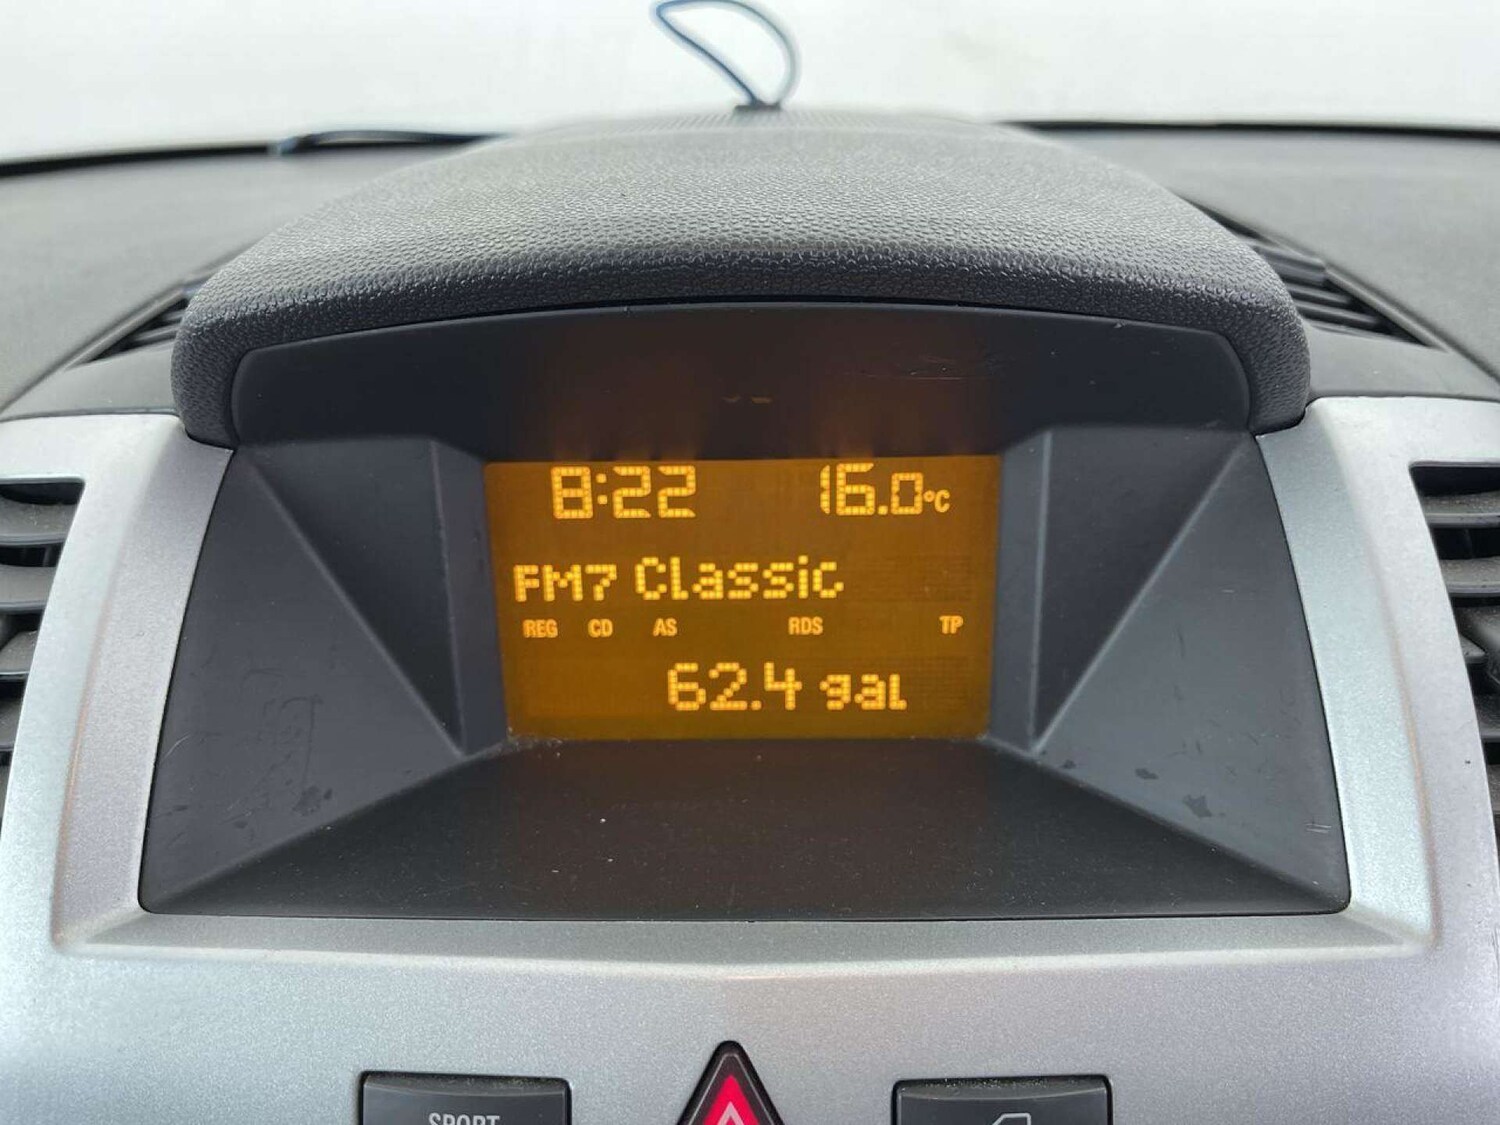 8:22 16.0°C
FM7 Classic
REG CD AS RDS TP
62.4 gal
SPORT